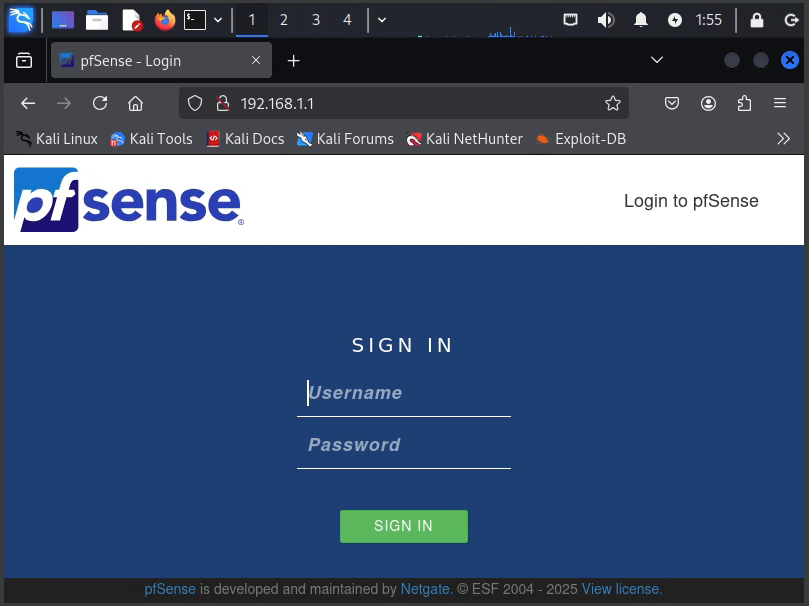 1 2 3 4 1:55
pfSense - Login
192.168.1.1
Kali Linux Kali Tools Kali Docs Kali Forums Kali NetHunter Exploit-DB
pfsense® Login to pfSense
SIGN IN
Username
Password
SIGN IN
pfSense is developed and maintained by Netgate. © ESF 2004 - 2025 View license.